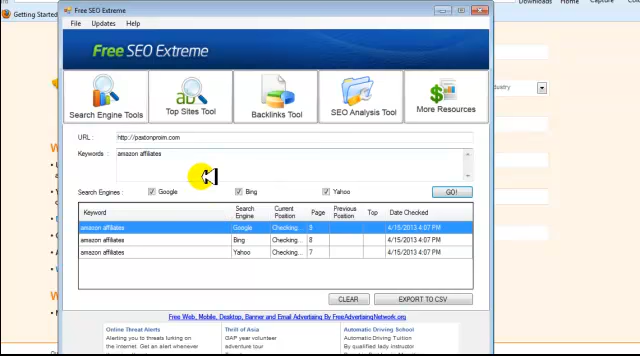 Getting Started
Downloads Home Capture
Free SEO Extreme
File Updates Help
Free SEO Extreme
Search Engine Tools
Top Sites Tool
Backlinks Tool
SEO Analysis Tool
More Resources
URL : http://paxtonproim.com
Keywords : amazon affiliates
Search Engines : Google Bing Yahoo GO!
Keyword Search Engine Current Position Page Previous Position Top Date Checked
amazon affiliates Google Checking... 9 4/15/2013 4:07 PM
amazon affiliates Bing Checking... 8 4/15/2013 4:07 PM
amazon affiliates Yahoo Checking... 7 4/15/2013 4:07 PM
CLEAR EXPORT TO CSV
Free Web, Mobile, Desktop, Banner and Email Advertising By FreeAdvertisingNetwork.org
Online Threat Alerts Thrill of Asia Automatic Driving School
Alerting you to threats lurking on GAP year volunteer Automatic Driving Tuition
the Internet. Get an alert whenever adventure tour By qualified lady instructor